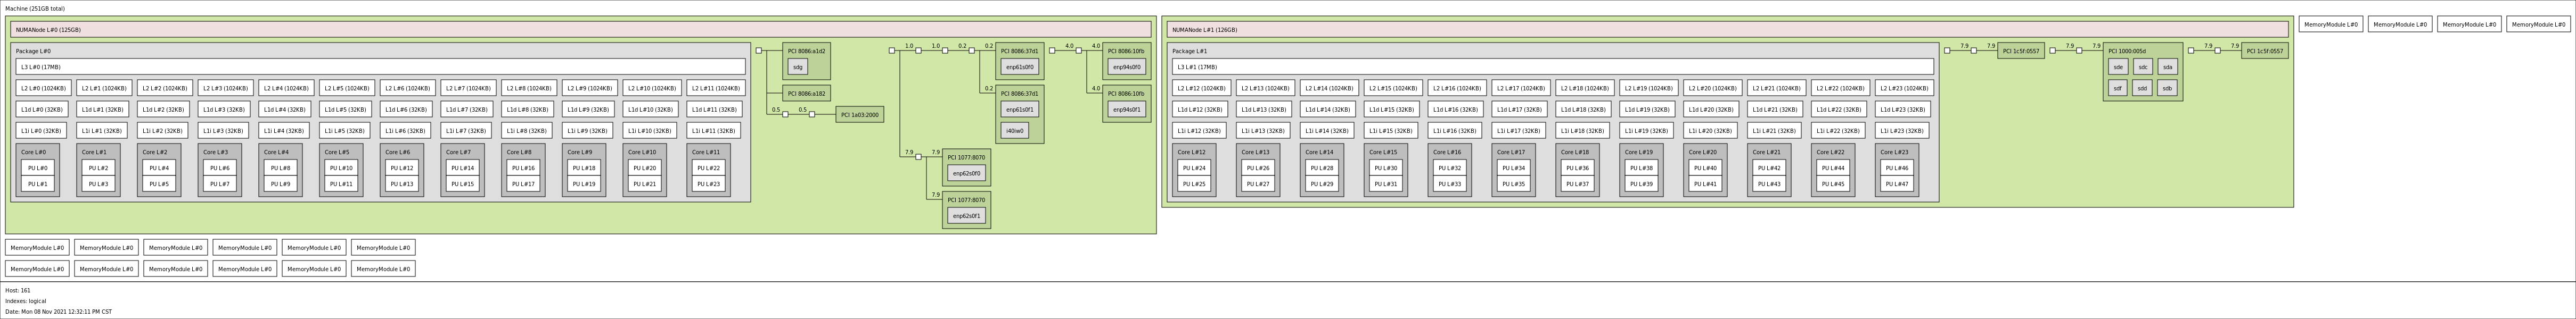 Machine (251GB total)
NUMANode L#0 (125GB)
Package L#0
L3 L#0 (17MB)
L2 L#0 (1024KB) L2 L#1 (1024KB) L2 L#2 (1024KB) L2 L#3 (1024KB) L2 L#4 (1024KB) L2 L#5 (1024KB) L2 L#6 (1024KB) L2 L#7 (1024KB) L2 L#8 (1024KB) L2 L#9 (1024KB) L2 L#10 (1024KB) L2 L#11 (1024KB)
L1d L#0 (32KB) L1d L#1 (32KB) L1d L#2 (32KB) L1d L#3 (32KB) L1d L#4 (32KB) L1d L#5 (32KB) L1d L#6 (32KB) L1d L#7 (32KB) L1d L#8 (32KB) L1d L#9 (32KB) L1d L#10 (32KB) L1d L#11 (32KB)
L1i L#0 (32KB) L1i L#1 (32KB) L1i L#2 (32KB) L1i L#3 (32KB) L1i L#4 (32KB) L1i L#5 (32KB) L1i L#6 (32KB) L1i L#7 (32KB) L1i L#8 (32KB) L1i L#9 (32KB) L1i L#10 (32KB) L1i L#11 (32KB)
Core L#0 Core L#1 Core L#2 Core L#3 Core L#4 Core L#5 Core L#6 Core L#7 Core L#8 Core L#9 Core L#10 Core L#11
PU L#0 PU L#2 PU L#4 PU L#6 PU L#8 PU L#10 PU L#12 PU L#14 PU L#16 PU L#18 PU L#20 PU L#22
PU L#1 PU L#3 PU L#5 PU L#7 PU L#9 PU L#11 PU L#13 PU L#15 PU L#17 PU L#19 PU L#21 PU L#23
PCI 8086:a1d2
sdg
PCI 8086:a182
0.5 0.5 PCI 1a03:2000
1.0 1.0 0.2 0.2 PCI 8086:37d1
enp61s0f0
0.2 PCI 8086:37d1
enp61s0f1
i40iw0
7.9 7.9 PCI 1077:8070
enp62s0f0
7.9 PCI 1077:8070
enp62s0f1
4.0 4.0 PCI 8086:10fb
enp94s0f0
4.0 PCI 8086:10fb
enp94s0f1
NUMANode L#1 (126GB)
Package L#1
L3 L#1 (17MB)
L2 L#12 (1024KB) L2 L#13 (1024KB) L2 L#14 (1024KB) L2 L#15 (1024KB) L2 L#16 (1024KB) L2 L#17 (1024KB) L2 L#18 (1024KB) L2 L#19 (1024KB) L2 L#20 (1024KB) L2 L#21 (1024KB) L2 L#22 (1024KB) L2 L#23 (1024KB)
L1d L#12 (32KB) L1d L#13 (32KB) L1d L#14 (32KB) L1d L#15 (32KB) L1d L#16 (32KB) L1d L#17 (32KB) L1d L#18 (32KB) L1d L#19 (32KB) L1d L#20 (32KB) L1d L#21 (32KB) L1d L#22 (32KB) L1d L#23 (32KB)
L1i L#12 (32KB) L1i L#13 (32KB) L1i L#14 (32KB) L1i L#15 (32KB) L1i L#16 (32KB) L1i L#17 (32KB) L1i L#18 (32KB) L1i L#19 (32KB) L1i L#20 (32KB) L1i L#21 (32KB) L1i L#22 (32KB) L1i L#23 (32KB)
Core L#12 Core L#13 Core L#14 Core L#15 Core L#16 Core L#17 Core L#18 Core L#19 Core L#20 Core L#21 Core L#22 Core L#23
PU L#24 PU L#26 PU L#28 PU L#30 PU L#32 PU L#34 PU L#36 PU L#38 PU L#40 PU L#42 PU L#44 PU L#46
PU L#25 PU L#27 PU L#29 PU L#31 PU L#33 PU L#35 PU L#37 PU L#39 PU L#41 PU L#43 PU L#45 PU L#47
7.9 7.9 PCI 1c5f:0557
7.9 7.9 PCI 1000:005d
sde sdc sda
sdf sdd sdb
7.9 7.9 PCI 1c5f:0557
MemoryModule L#0 MemoryModule L#0 MemoryModule L#0 MemoryModule L#0
MemoryModule L#0 MemoryModule L#0 MemoryModule L#0 MemoryModule L#0 MemoryModule L#0 MemoryModule L#0
MemoryModule L#0 MemoryModule L#0 MemoryModule L#0 MemoryModule L#0 MemoryModule L#0 MemoryModule L#0
Host: 161
Indexes: logical
Date: Mon 08 Nov 2021 12:32:11 PM CST